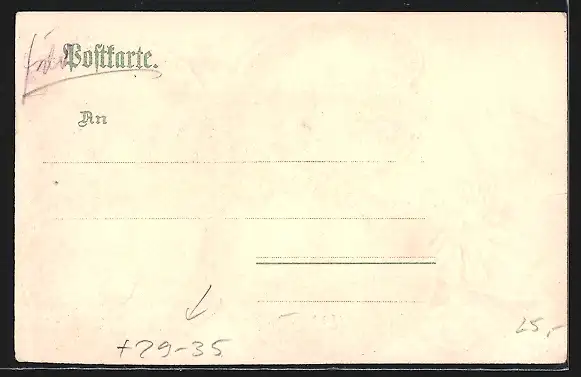 Postkarte.
An
+29-35
25,-